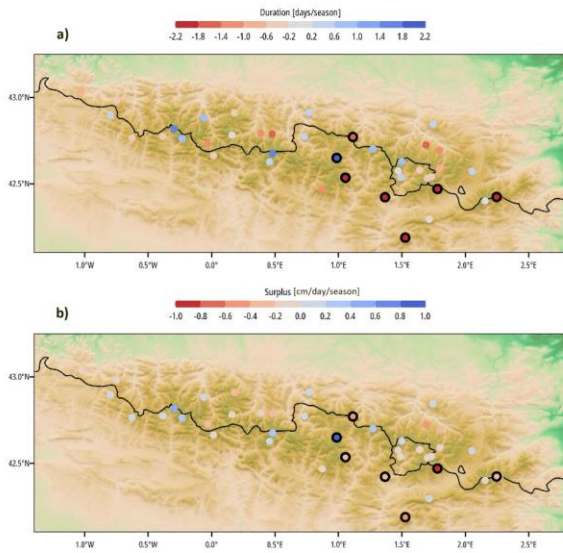 Duration [days/season]
a)
-2.2 -1.8 -1.4 -1.0 -0.6 -0.2 0.2 0.6 1.0 1.4 1.8 2.2
43.0°N
42.5°N
1.0°W 0.5°W 0.0° 0.5°E 1.0°E 1.5°E 2.0°E 2.5°E
Surplus [cm/day/season]
b)
-1.0 -0.8 -0.6 -0.4 -0.2 0.0 0.2 0.4 0.6 0.8 1.0
43.0°N
42.5°N
1.0°W 0.5°W 0.0° 0.5°E 1.0°E 1.5°E 2.0°E 2.5°E